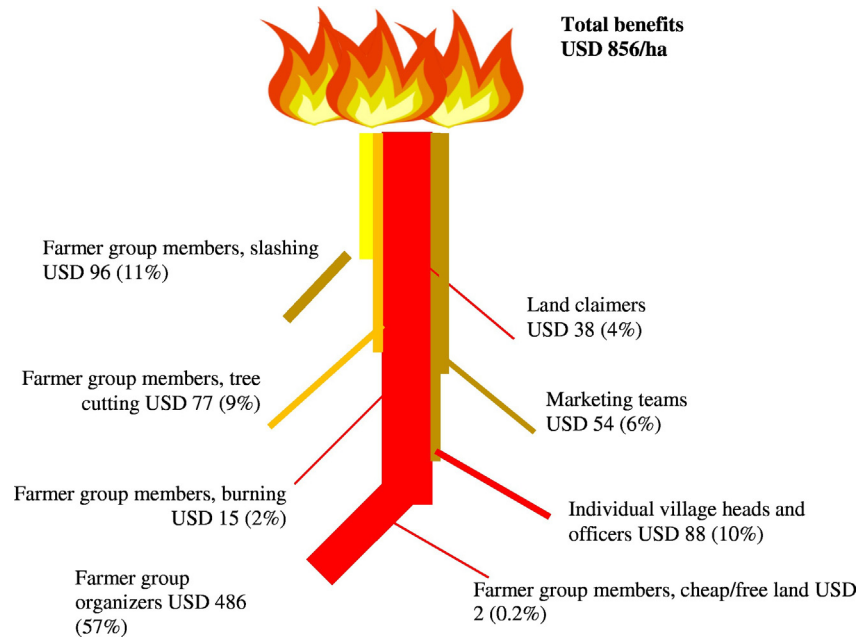 Total benefits
USD 856/ha
Farmer group members, slashing
USD 96 (11%)
Land claimers
USD 38 (4%)
Farmer group members, tree
cutting USD 77 (9%)
Marketing teams
USD 54 (6%)
Farmer group members, burning
USD 15 (2%)
Individual village heads and
officers USD 88 (10%)
Farmer group
organizers USD 486
(57%)
Farmer group members, cheap/free land USD
2 (0.2%)